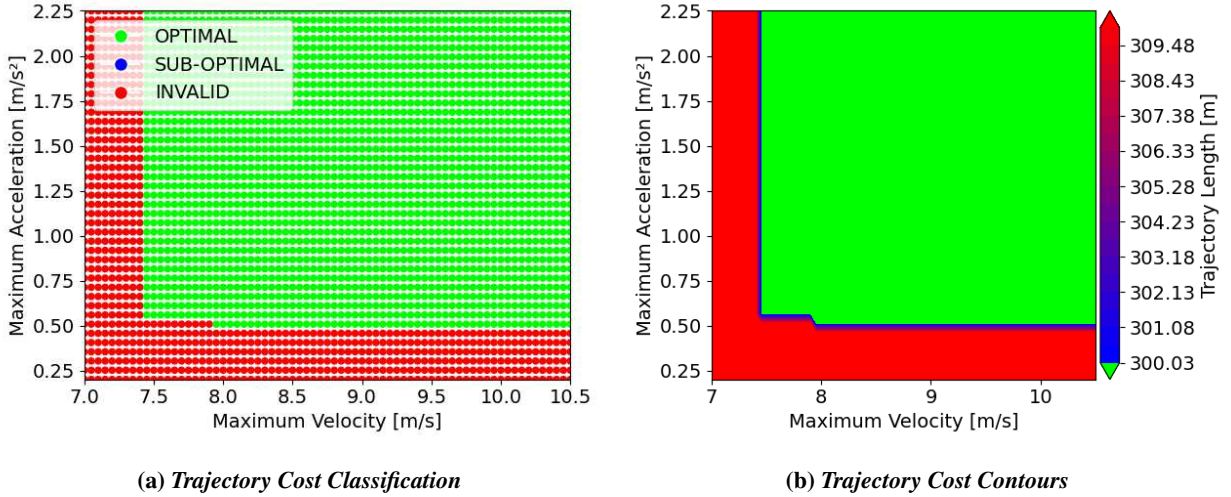 2.25
2.00
1.75
1.50
1.25
1.00
0.75
0.50
0.25
Maximum Acceleration [m/s²]
OPTIMAL
SUB-OPTIMAL
INVALID
7.0 7.5 8.0 8.5 9.0 9.5 10.0 10.5
Maximum Velocity [m/s]
(a) Trajectory Cost Classification
2.25
2.00
1.75
1.50
1.25
1.00
0.75
0.50
0.25
Maximum Acceleration [m/s²]
7 8 9 10
Maximum Velocity [m/s]
309.48
308.43
307.38
306.33
305.28
304.23
303.18
302.13
301.08
300.03
Trajectory Length [m]
(b) Trajectory Cost Contours